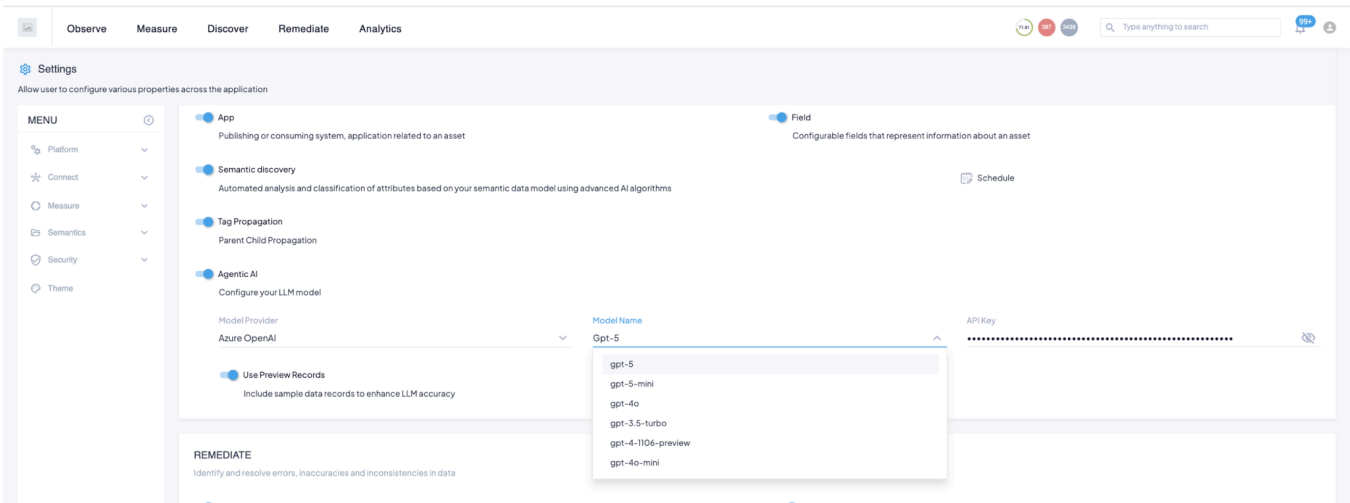 Observe Measure Discover Remediate Analytics 71.81 387 3438 Type anything to search 99+
Settings
Allow user to configure various properties across the application
MENU
Platform
Connect
Measure
Semantics
Security
Theme
App
Publishing or consuming system, application related to an asset
Field
Configurable fields that represent information about an asset
Semantic discovery
Automated analysis and classification of attributes based on your semantic data model using advanced AI algorithms
Schedule
Tag Propagation
Parent Child Propagation
Agentic AI
Configure your LLM model
Model Provider
Azure OpenAI
Model Name
Gpt-5
API Key
gpt-5
gpt-5-mini
gpt-4o
gpt-3.5-turbo
gpt-4-1106-preview
gpt-4o-mini
Use Preview Records
Include sample data records to enhance LLM accuracy
REMEDIATE
Identify and resolve errors, inaccuracies and inconsistencies in data